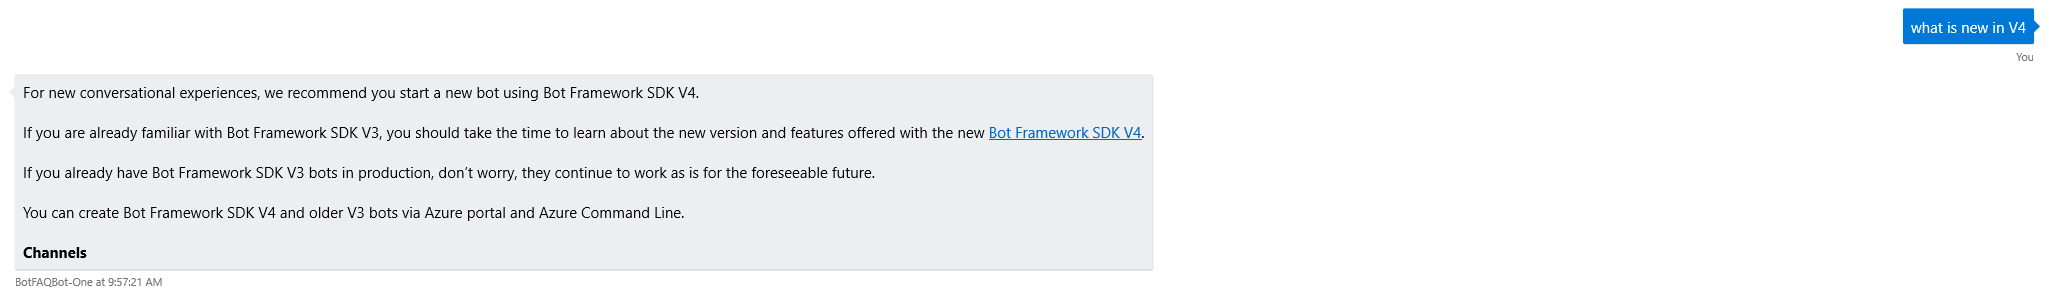 what is new in V4
You
For new conversational experiences, we recommend you start a new bot using Bot Framework SDK V4.
If you are already familiar with Bot Framework SDK V3, you should take the time to learn about the new version and features offered with the new Bot Framework SDK V4.
If you already have Bot Framework SDK V3 bots in production, don’t worry, they continue to work as is for the foreseeable future.
You can create Bot Framework SDK V4 and older V3 bots via Azure portal and Azure Command Line.
Channels
BotFAQBot-One at 9:57:21 AM